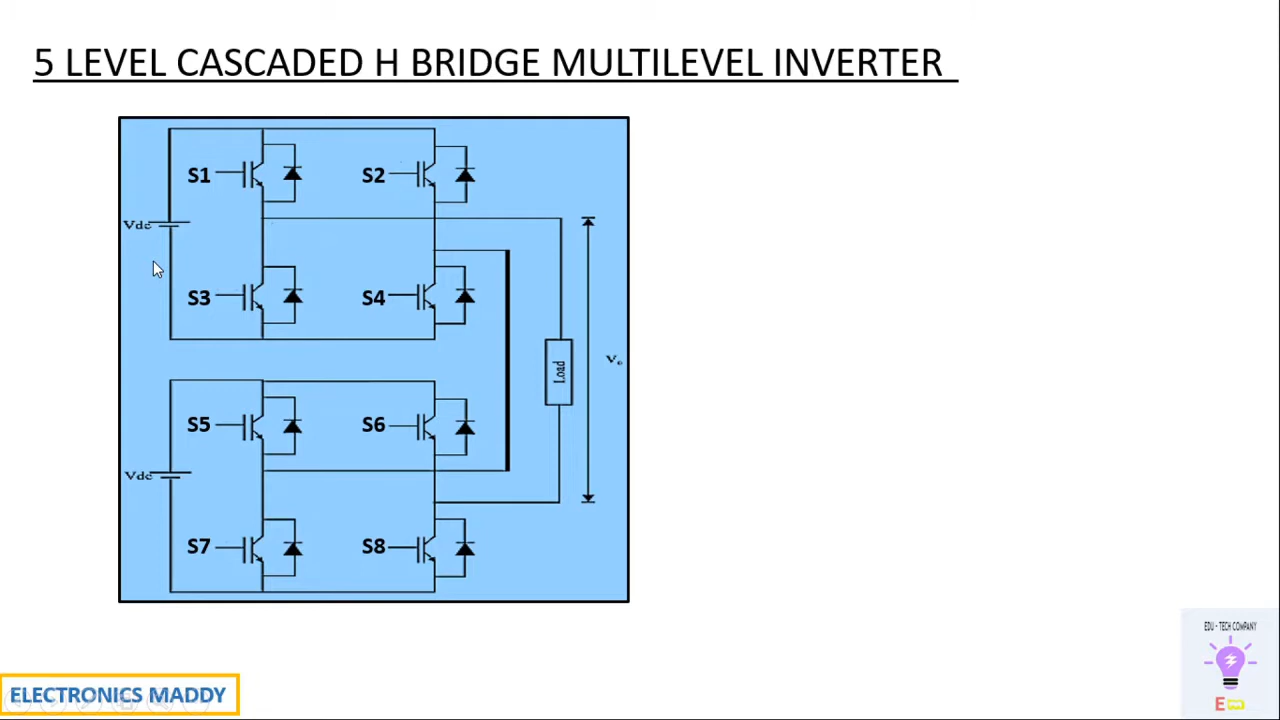 5 LEVEL CASCADED H BRIDGE MULTILEVEL INVERTER
S1
S2
Vdc
S3
S4
Load
Vo
S5
S6
Vdc
S7
S8
EDU - TECH COMPANY
ELECTRONICS MADDY